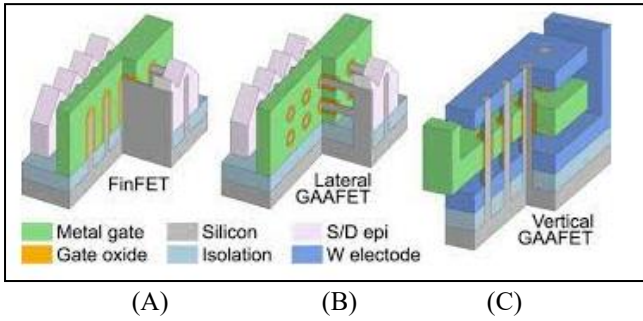 FinFET
Lateral
GAAFET
Vertical
GAAFET
Metal gate
Silicon
S/D epi
Gate oxide
Isolation
W electode
(A)
(B)
(C)